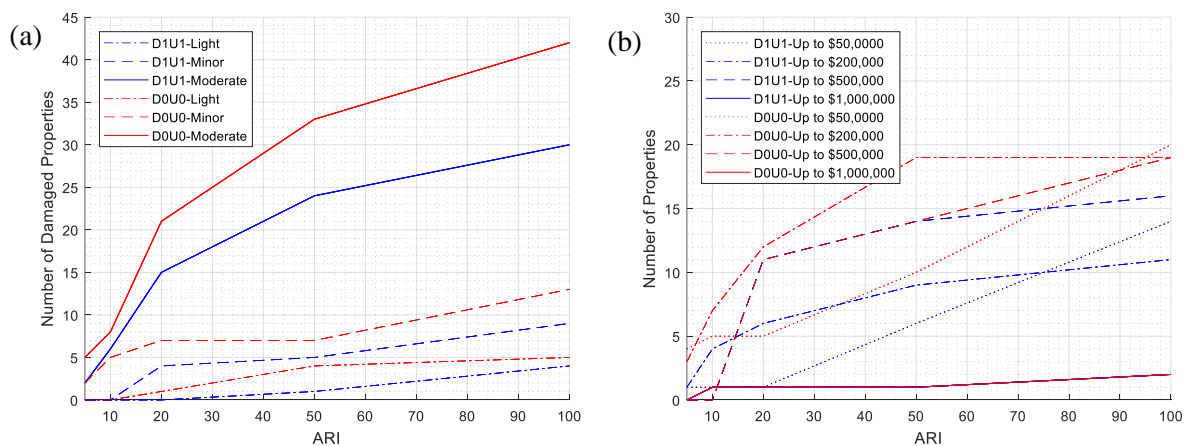 (a)
45
40
35
30
25
20
15
10
5
0
Number of Damaged Properties
D1U1-Light
D1U1-Minor
D1U1-Moderate
D0U0-Light
D0U0-Minor
D0U0-Moderate
10 20 30 40 50 60 70 80 90 100
ARI
(b)
30
25
20
15
10
5
0
Number of Properties
D1U1-Up to $50,0000
D1U1-Up to $200,000
D1U1-Up to $500,000
D1U1-Up to $1,000,000
D0U0-Up to $50,0000
D0U0-Up to $200,000
D0U0-Up to $500,000
D0U0-Up to $1,000,000
10 20 30 40 50 60 70 80 90 100
ARI